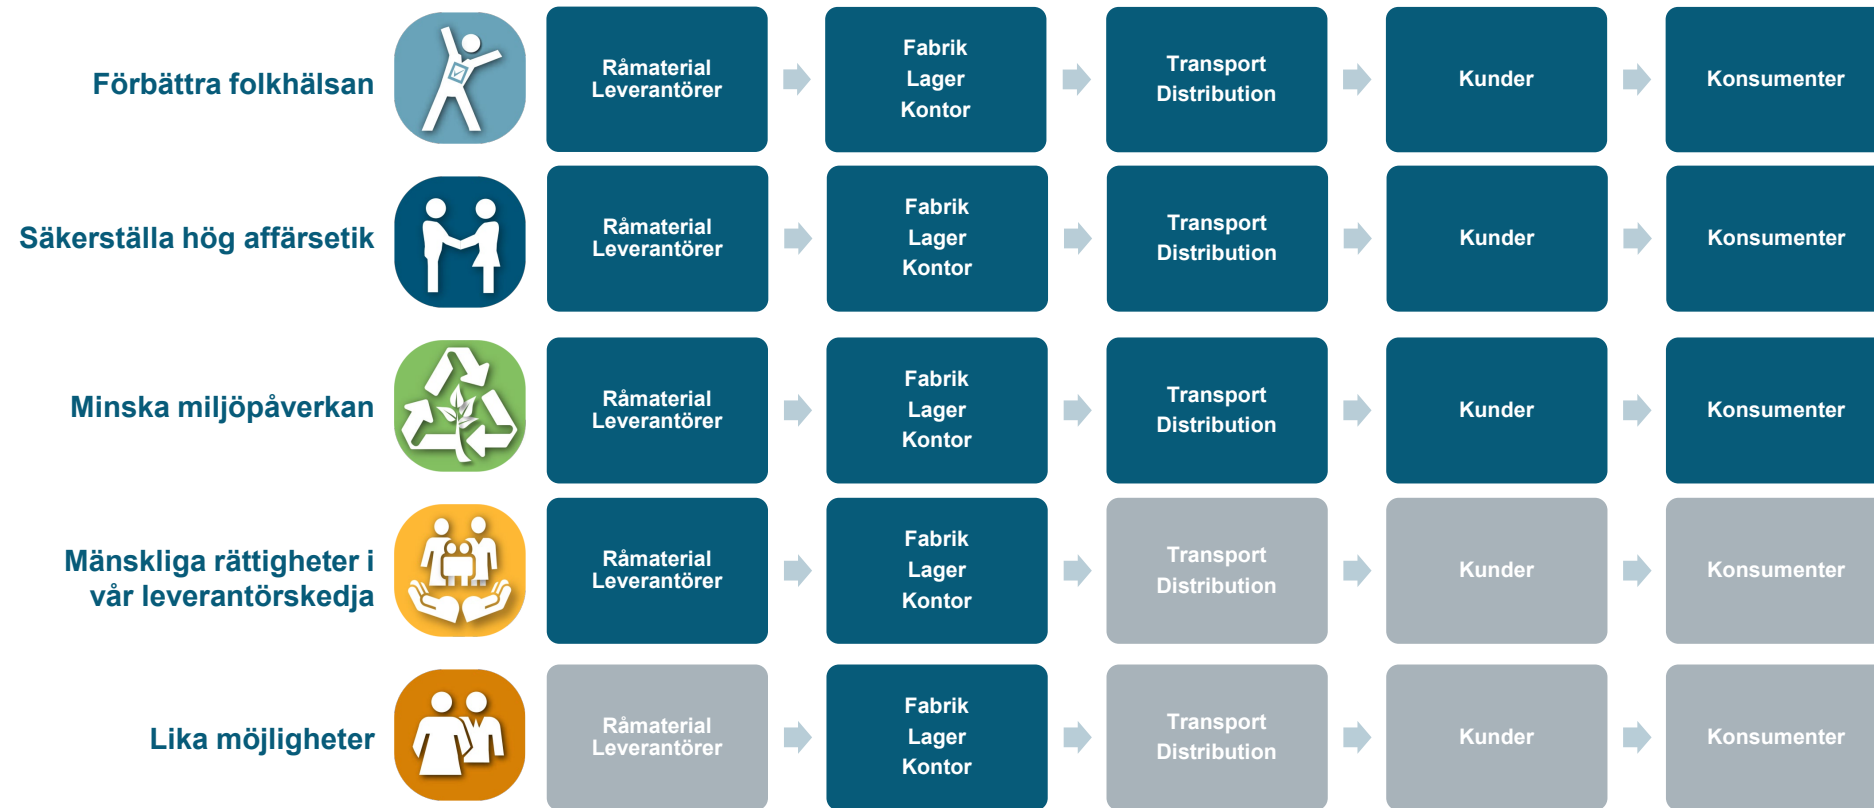 Förbättra folkhälsan
Råmaterial
Leverantörer
Fabrik
Lager
Kontor
Transport
Distribution
Kunder
Konsumenter
Säkerställa hög affärsetik
Råmaterial
Leverantörer
Fabrik
Lager
Kontor
Transport
Distribution
Kunder
Konsumenter
Minska miljöpåverkan
Råmaterial
Leverantörer
Fabrik
Lager
Kontor
Transport
Distribution
Kunder
Konsumenter
Mänskliga rättigheter i
vår leverantörskedja
Råmaterial
Leverantörer
Fabrik
Lager
Kontor
Transport
Distribution
Kunder
Konsumenter
Lika möjligheter
Råmaterial
Leverantörer
Fabrik
Lager
Kontor
Transport
Distribution
Kunder
Konsumenter